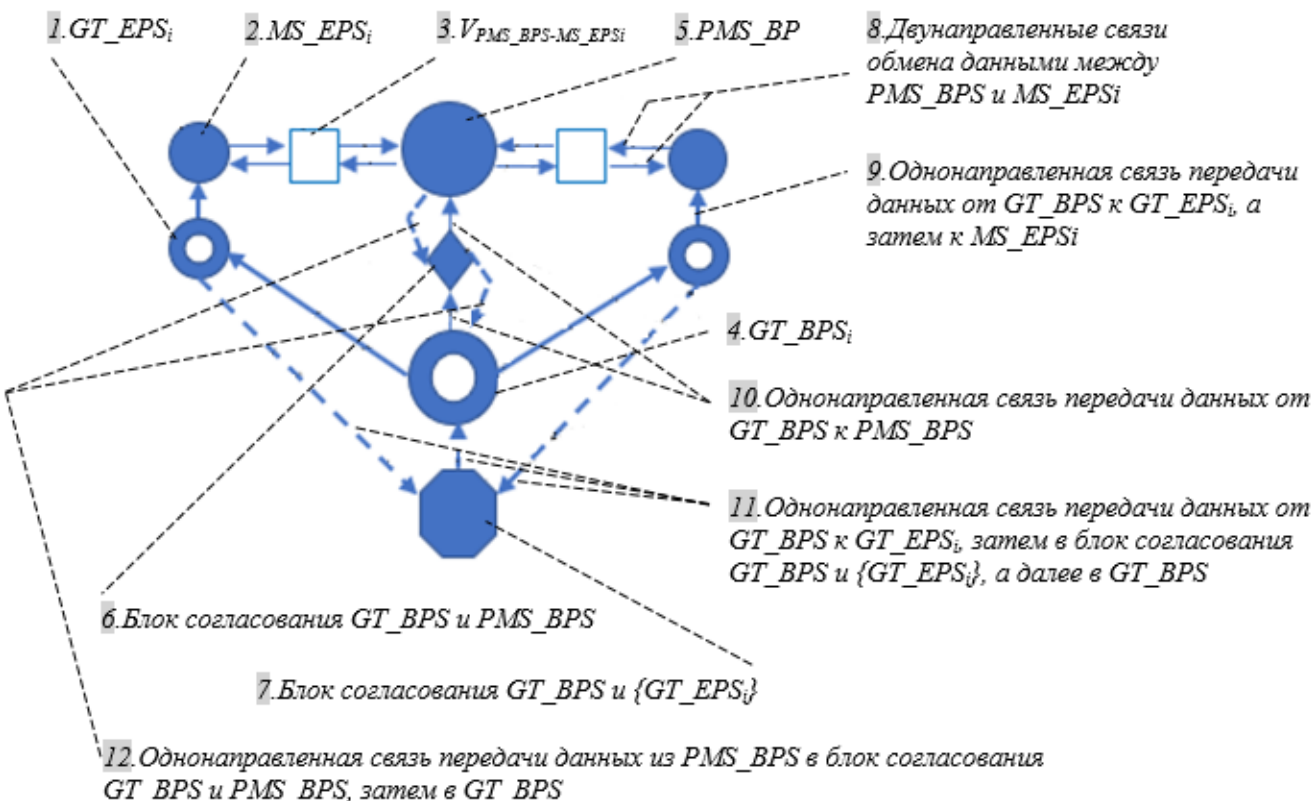 1.GT_EPSi
2.MS_EPSi
3.VPMS_BPS-MS_EPSi
5.PMS_BP
8.Двунаправленные связи
обмена данными между
PMS_BPS и MS_EPSi
9.Однонаправленная связь передачи
данных от GT_BPS к GT_EPSi, а
затем к MS_EPSi
4.GT_BPSi
10.Однонаправленная связь передачи данных от
GT_BPS к PMS_BPS
11.Однонаправленная связь передачи данных от
GT_BPS к GT_EPSi, затем в блок согласования
GT_BPS и {GT_EPSi}, а далее в GT_BPS
6.Блок согласования GT_BPS и PMS_BPS
7.Блок согласования GT_BPS и {GT_EPSi}
12.Однонаправленная связь передачи данных из PMS_BPS в блок согласования
GT_BPS и PMS_BPS, затем в GT_BPS